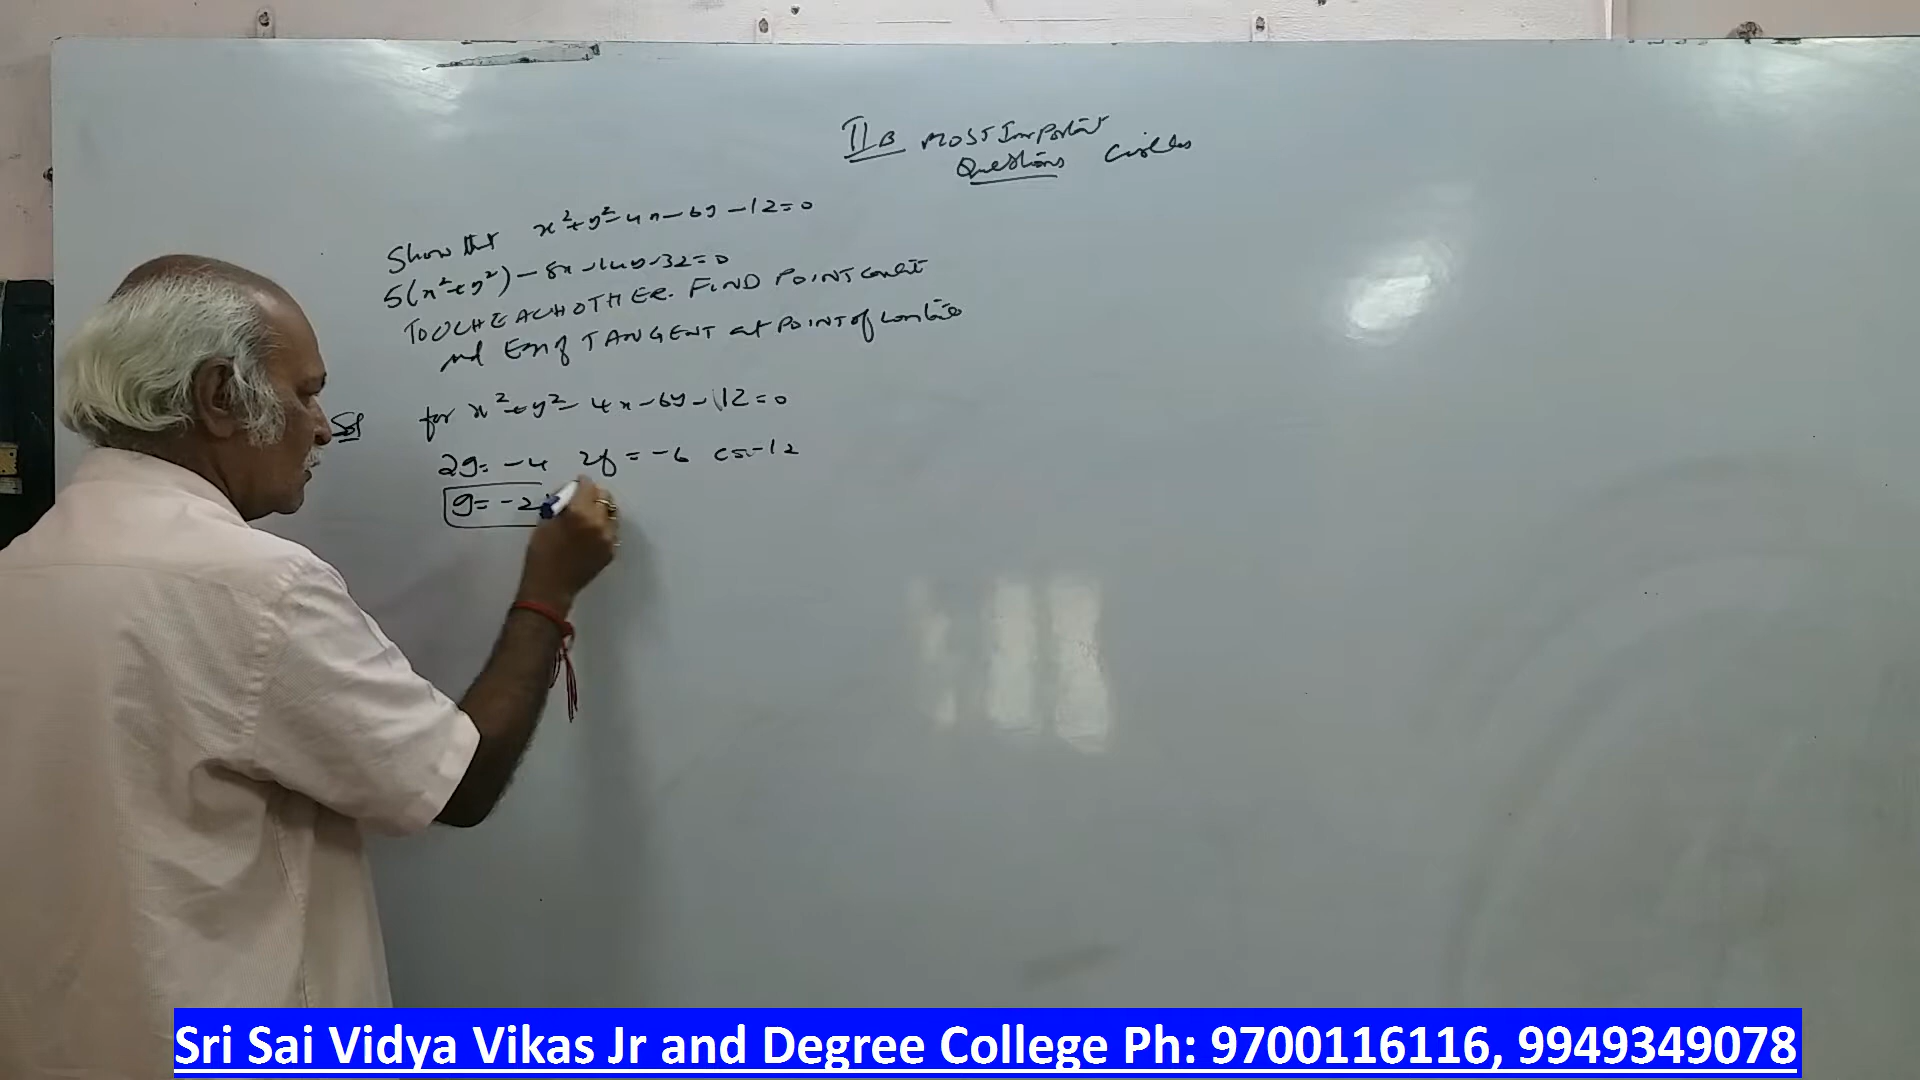 II B MOST Important
Questions Circles
Show that x²+y²-4x-6y-12=0
5(x²+y²)-8x-14y-32=0
TOUCH EACH OTHER. FIND POINT contact
and Eqn of TANGENT at POINT of contact
Sol for x²+y²-4x-6y-12=0
2g=-4 2f=-6 c=-12
g=-2
Sri Sai Vidya Vikas Jr and Degree College Ph: 9700116116, 9949349078